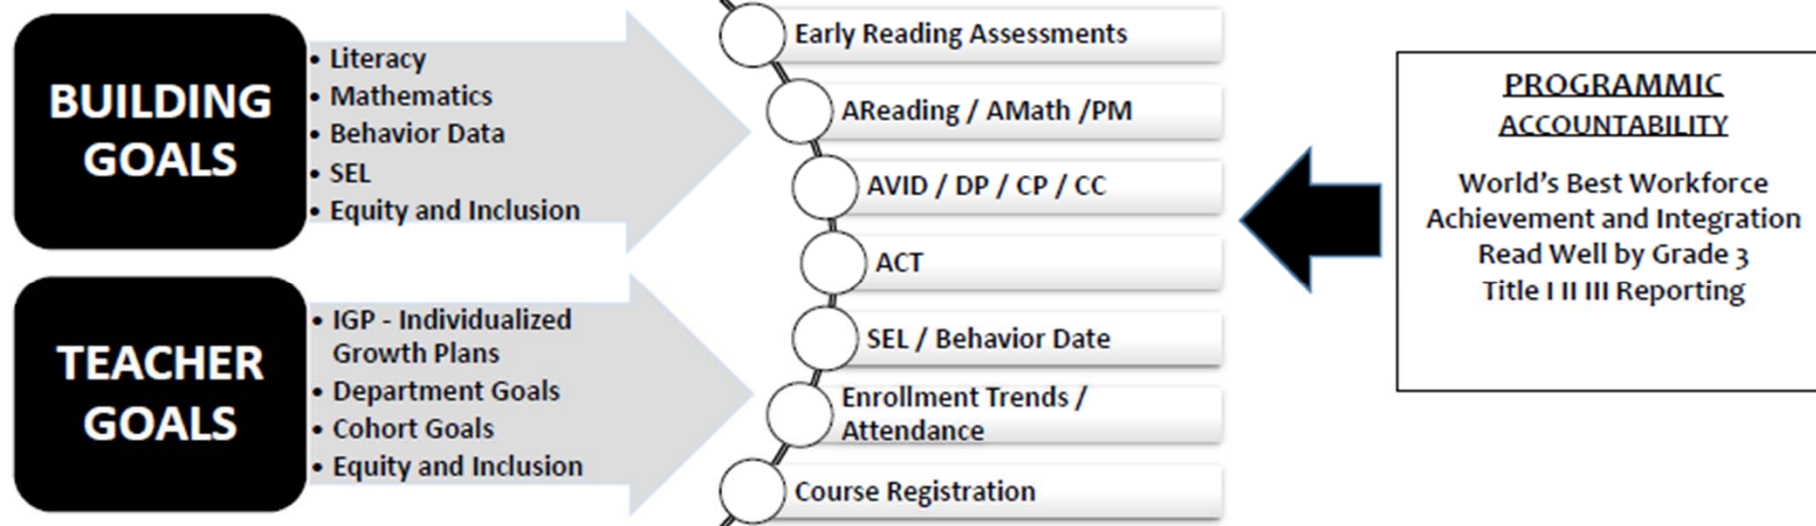 BUILDING
GOALS
• Literacy
• Mathematics
• Behavior Data
• SEL
• Equity and Inclusion
TEACHER
GOALS
• IGP - Individualized
Growth Plans
• Department Goals
• Cohort Goals
• Equity and Inclusion
Early Reading Assessments
AReading / AMath /PM
AVID / DP / CP / CC
ACT
SEL / Behavior Date
Enrollment Trends /
Attendance
Course Registration
PROGRAMMIC
ACCOUNTABILITY
World's Best Workforce
Achievement and Integration
Read Well by Grade 3
Title I II III Reporting